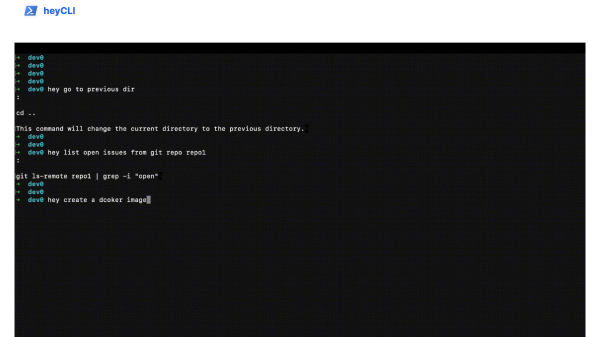 heyCLI
→ dev0
→ dev0
→ dev0
→ dev0
→ dev0 hey go to previous dir
:
cd ..
This command will change the current directory to the previous directory.
→ dev0
→ dev0
→ dev0 hey list open issues from git repo repo1
:
git ls-remote repo1 | grep -i "open"
→ dev0
→ dev0
→ dev0 hey create a dcoker image